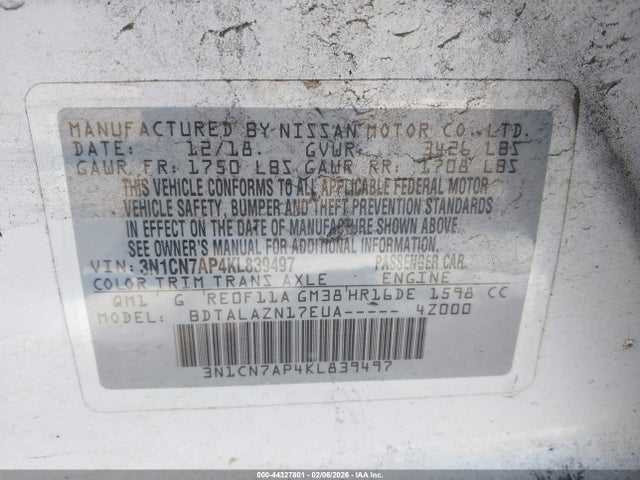 MANUFACTURED BY NISSAN MOTOR CO.,LTD.
DATE: 12/18. GVWR: 3426 LBS
GAWR FR: 1750 LBS GAWR RR: 1708 LBS
THIS VEHICLE CONFORMS TO ALL APPLICABLE FEDERAL MOTOR
VEHICLE SAFETY, BUMPER AND THEFT PREVENTION STANDARDS
IN EFFECT ON THE DATE OF MANUFACTURE SHOWN ABOVE.
SEE OWNER'S MANUAL FOR ADDITIONAL INFORMATION.
VIN: 3N1CN7AP4KL839497 PASSENGER CAR.
COLOR TRIM TRANS AXLE ENGINE
QM1 G RE0F11A GM38 HR16DE 1598 CC
MODEL: BDTALAZN17EUA----- 4Z000
3N1CN7AP4KL839497
© IAA - 000-44327801 - 02/06/2026 - IAAI.COM